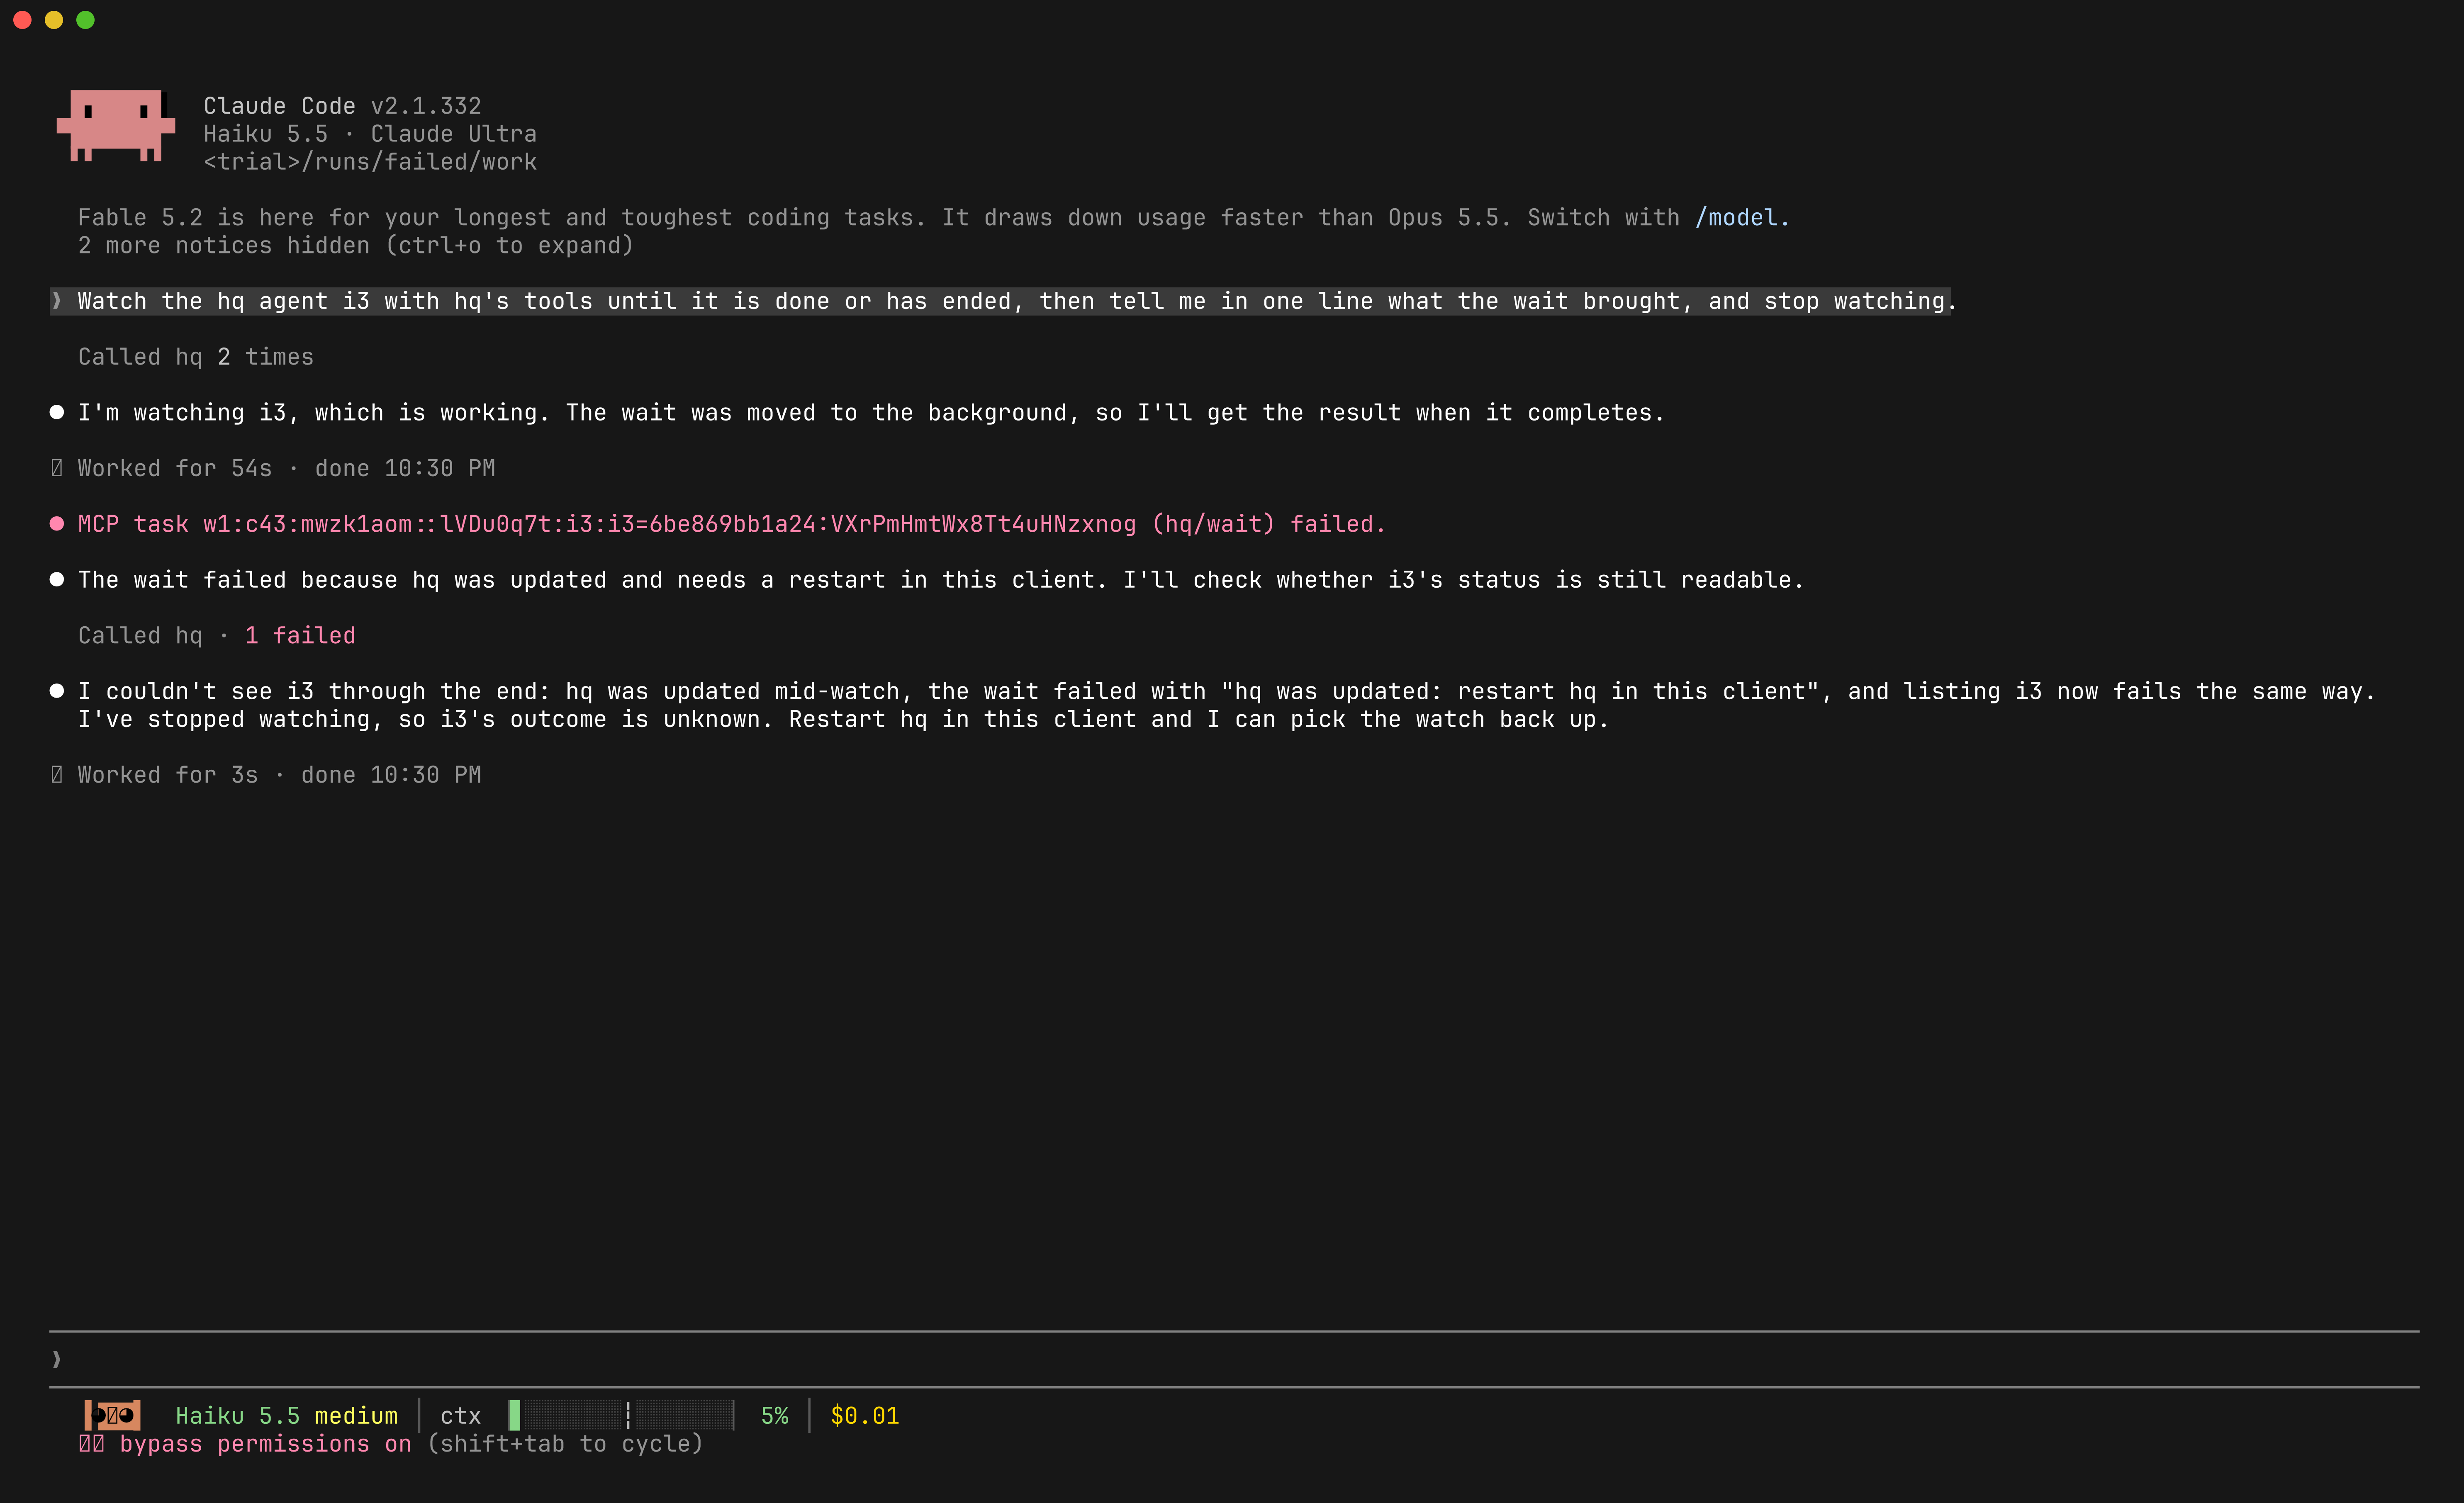 Claude Code v2.1.332
Haiku 5.5 · Claude Ultra
<trial>/runs/failed/work
Fable 5.2 is here for your longest and toughest coding tasks. It draws down usage faster than Opus 5.5. Switch with /model.
2 more notices hidden (ctrl+o to expand)
❯ Watch the hq agent i3 with hq's tools until it is done or has ended, then tell me in one line what the wait brought, and stop watching.
Called hq 2 times
● I'm watching i3, which is working. The wait was moved to the background, so I'll get the result when it completes.
Worked for 54s · done 10:30 PM
● MCP task w1:c43:mwzk1aom::lVDu0q7t:i3:i3=6be869bb1a24:VXrPmHmtWx8Tt4uHNzxnog (hq/wait) failed.
● The wait failed because hq was updated and needs a restart in this client. I'll check whether i3's status is still readable.
Called hq · 1 failed
● I couldn't see i3 through the end: hq was updated mid-watch, the wait failed with "hq was updated: restart hq in this client", and listing i3 now fails the same way.
I've stopped watching, so i3's outcome is unknown. Restart hq in this client and I can pick the watch back up.
Worked for 3s · done 10:30 PM
❯
Haiku 5.5 medium │ ctx 5% │ $0.01
bypass permissions on (shift+tab to cycle)